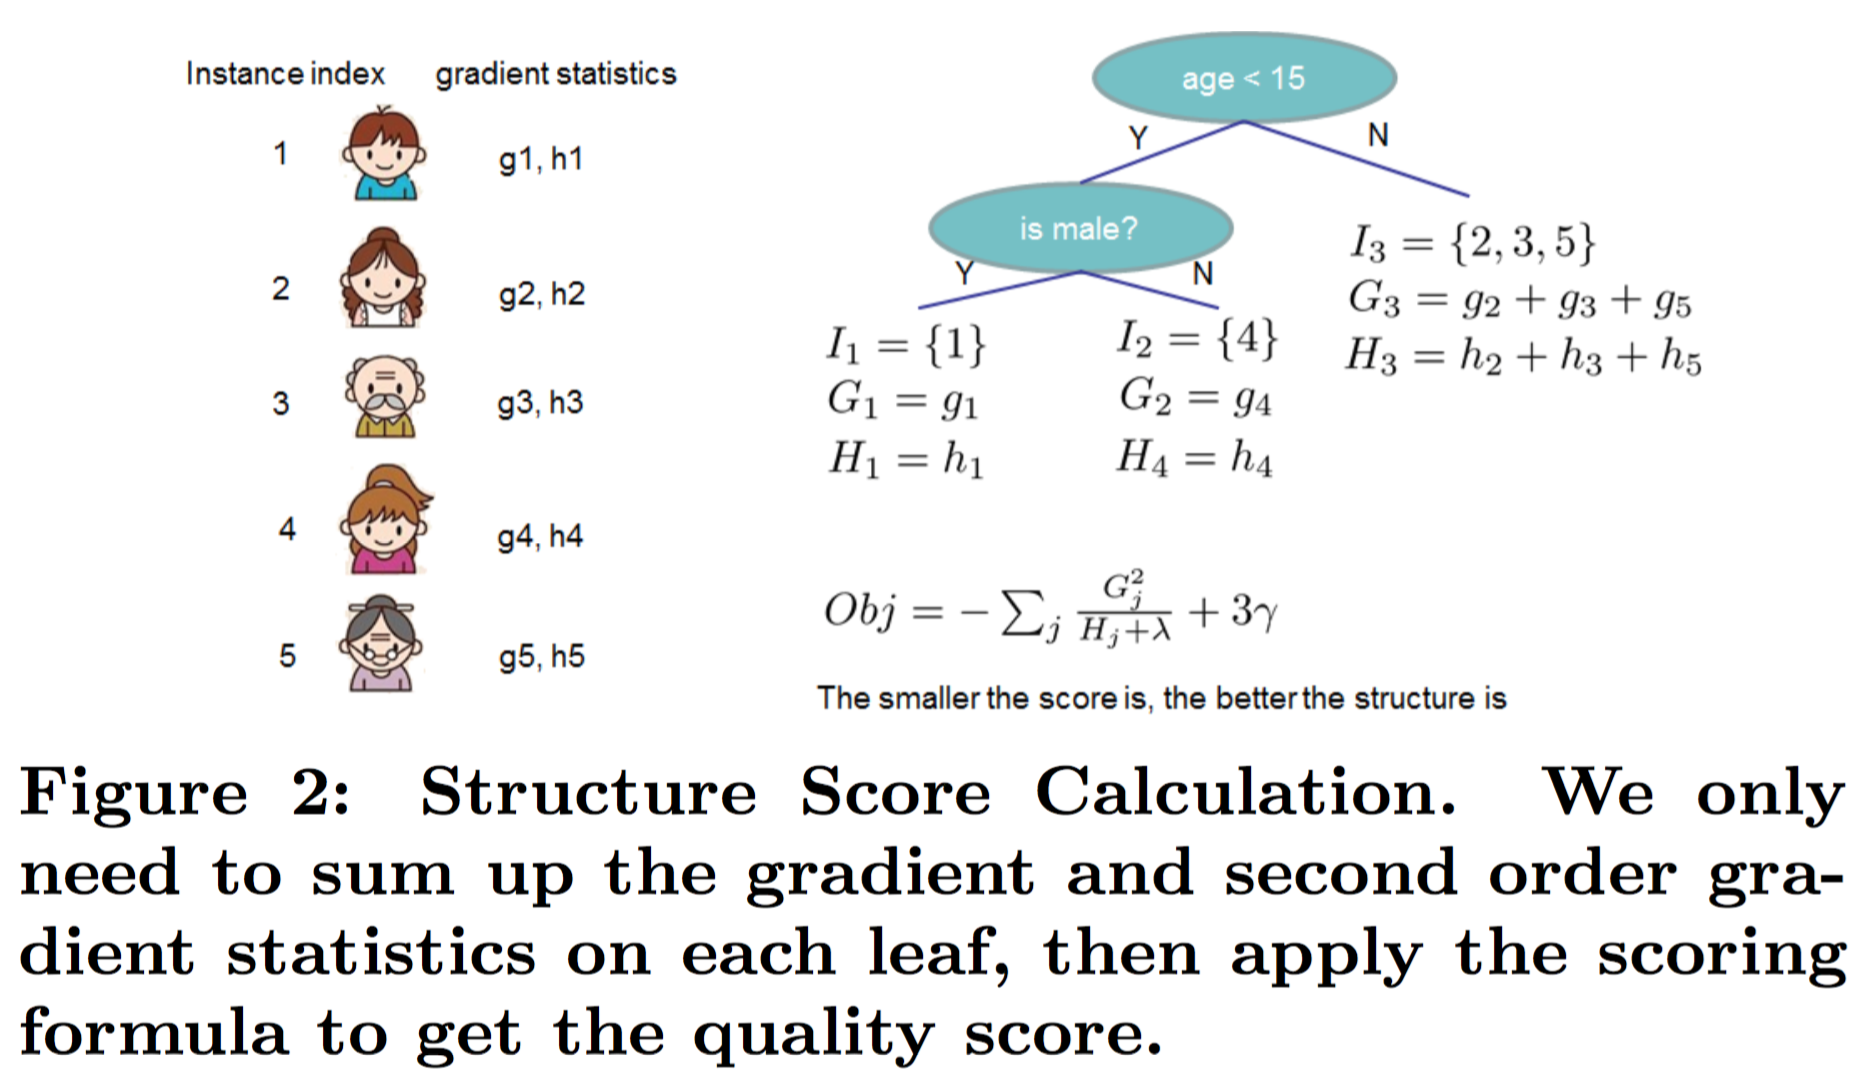 Instance index gradient statistics
1 g1, h1
2 g2, h2
3 g3, h3
4 g4, h4
5 g5, h5
age < 15
Y N
is male?
Y N
I₁ = {1}
G₁ = g₁
H₁ = h₁
I₂ = {4}
G₂ = g₄
H₄ = h₄
I₃ = {2, 3, 5}
G₃ = g₂ + g₃ + g₅
H₃ = h₂ + h₃ + h₅
Obj = − ∑_j G_j^2 / (H_j+λ) + 3γ
The smaller the score is, the better the structure is
Figure 2: Structure Score Calculation. We only
need to sum up the gradient and second order gra-
dient statistics on each leaf, then apply the scoring
formula to get the quality score.